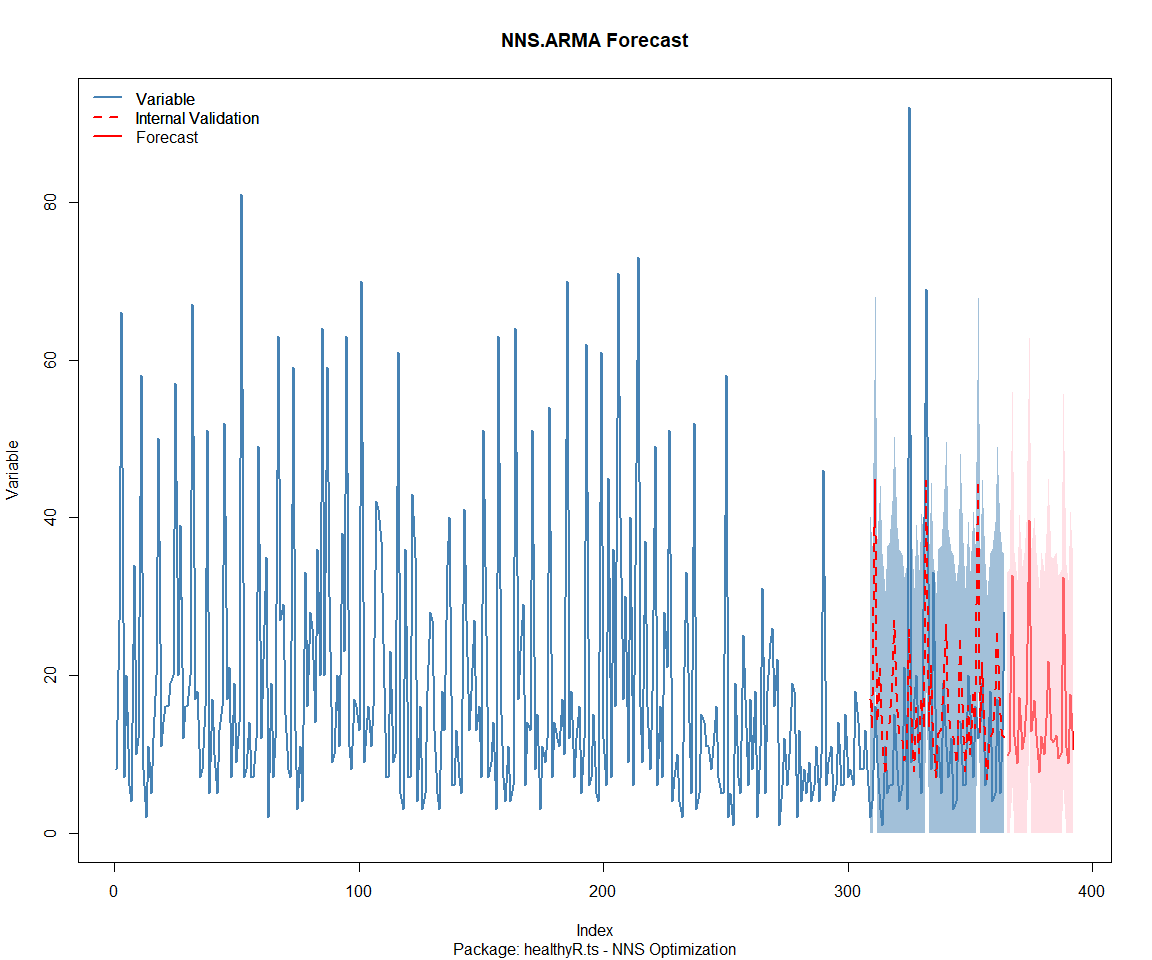 NNS.ARMA Forecast
Variable
Internal Validation
Forecast
Variable
80
60
40
20
0
0 100 200 300 400
Index
Package: healthyR.ts - NNS Optimization